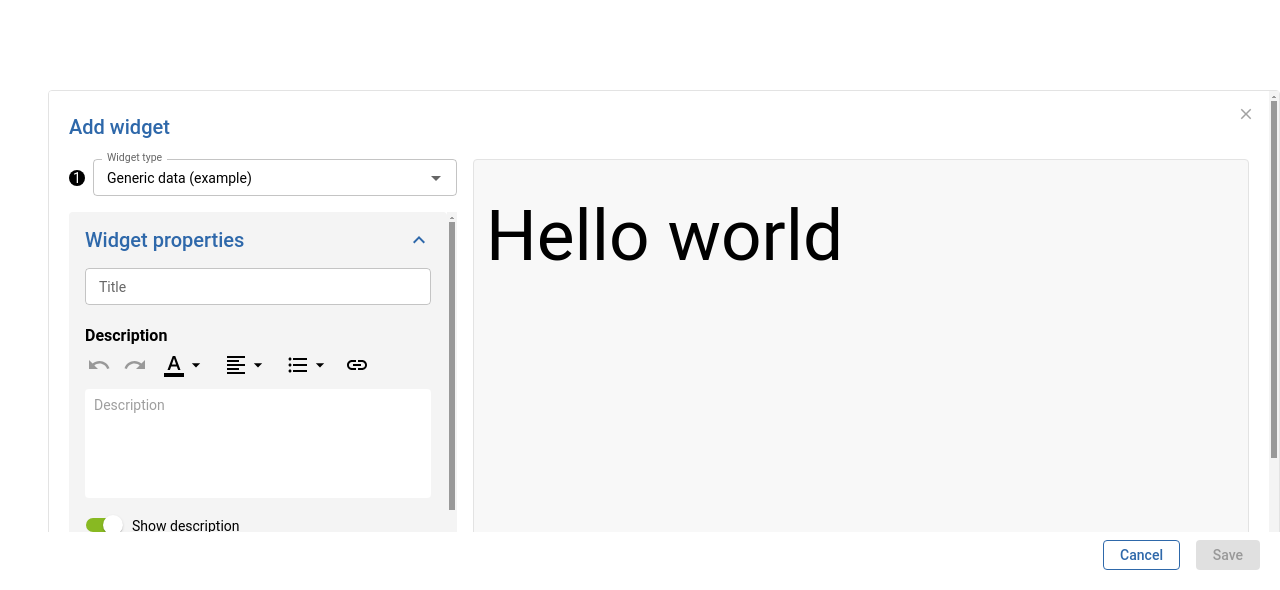 Add widget
Widget type
1
Generic data (example)
Widget properties
Title
Description
A
Description
Show description
Hello world
Cancel
Save